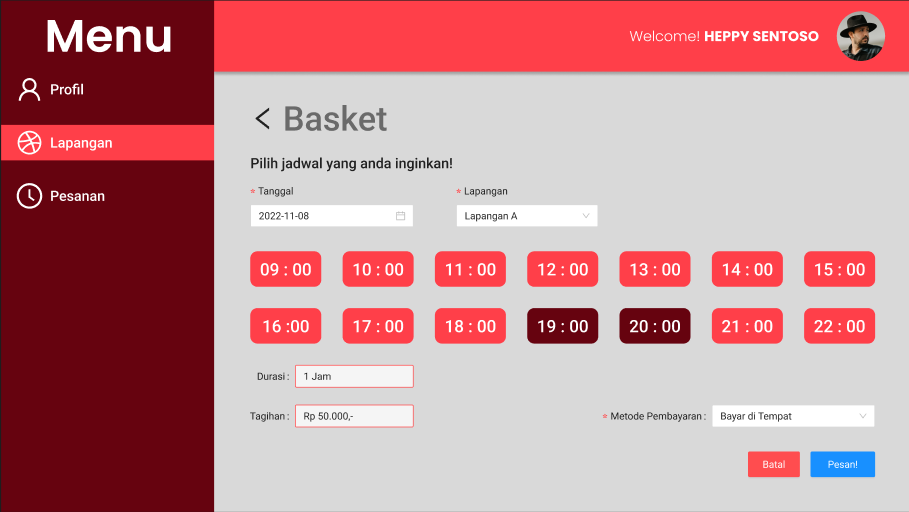 Menu
Welcome! HEPPY SENTOSO
Profil
Lapangan
Pesanan
< Basket
Pilih jadwal yang anda inginkan!
* Tanggal * Lapangan
2022-11-08 Lapangan A
09 : 00 10 : 00 11 : 00 12 : 00 13 : 00 14 : 00 15 : 00
16 :00 17 : 00 18 : 00 19 : 00 20 : 00 21 : 00 22 : 00
Durasi : 1 Jam
Tagihan : Rp 50.000,- * Metode Pembayaran : Bayar di Tempat
Batal Pesan!